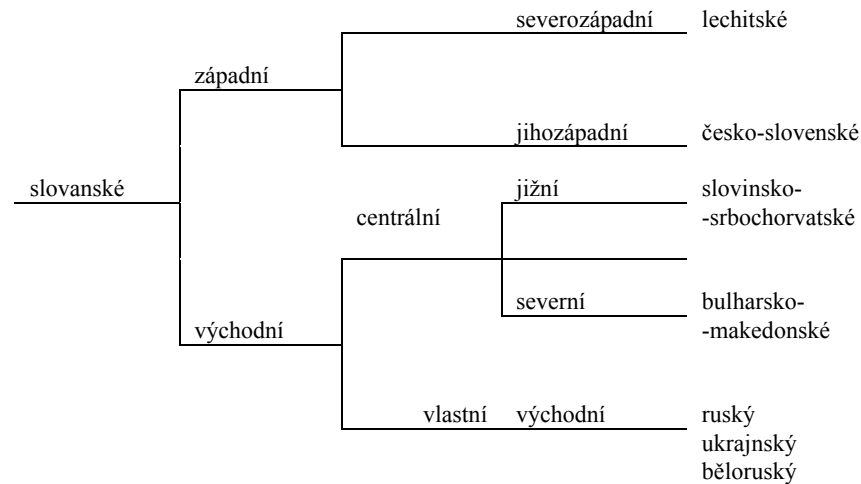 severozápadní lechitské
západní
jihozápadní česko-slovenské
slovanské jižní slovinsko-
centrální -srbochorvatské
severní bulharsko-
východní -makedonské
vlastní východní ruský
ukrajnský
běloruský